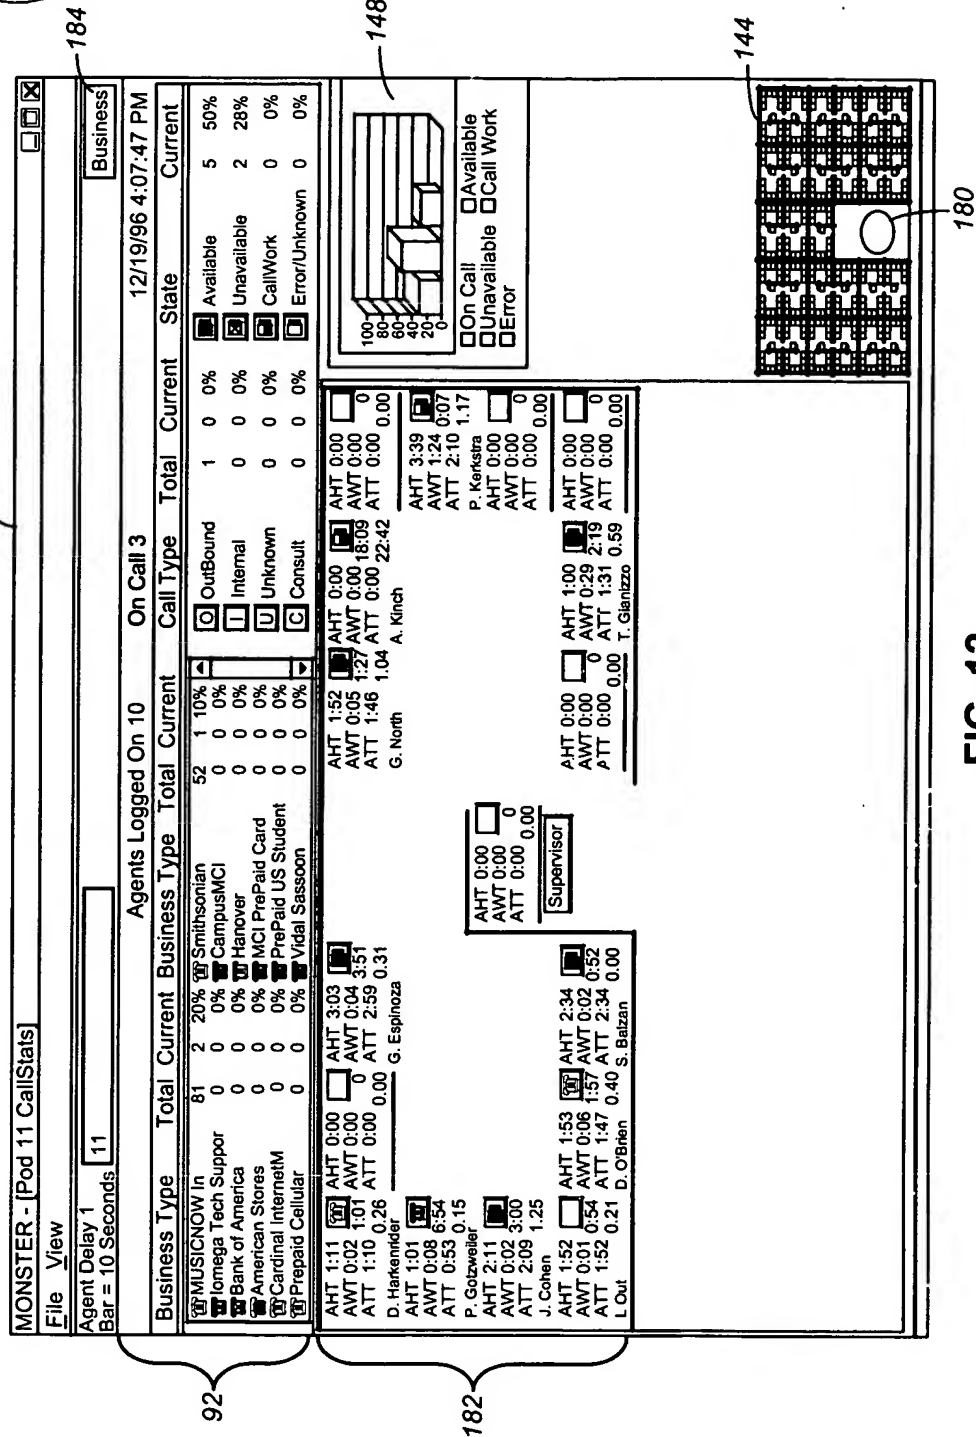 MONSTER - [Pod 11 CallStats]
File View
Agent Delay 1
Bar = 10 Seconds
11
Business
184
Agents Logged On 10 On Call 3 12/19/96 4:07:47 PM
Business Type Total Current Business Type Total Current Call Type Total Current State Current
MUSICNOW In 81 2 20% Smithsonian 52 1 10% O OutBound 1 0 0% Available 5 50%
Iomega Tech Suppor 0 0 0% CampusMCI 0 0 0% I Internal 0 0 0% Unavailable 2 28%
Bank of America 0 0 0% Hanover 0 0 0% U Unknown 0 0 0% CallWork 0 0%
American Stores 0 0 0% MCI PrePaid Card 0 0 0% C Consult 0 0 0% Error/Unknown 0 0%
Cardinal InternetM 0 0 0% PrePaid US Student 0 0 0%
Prepaid Cellular 0 0 0% Vidal Sassoon 0 0 0%
92
AHT 1:11
AWT 0:02 1:01
ATT 1:10 0.26
D. Harkenrider
AHT 1:01
AWT 0:08 6:54
ATT 0:53 0.15
P. Gotzweiler
AHT 2:11
AWT 0:02 3:00
ATT 2:09 1.25
J. Cohen
AHT 1:52
AWT 0:01 0:54
ATT 1:52 0.21
I. Out
AHT 0:00
AWT 0:00 0
ATT 0:00 0.00
AHT 3:03
AWT 0:04 3:51
ATT 2:59 0.31
G. Espinoza
AHT 1:53
AWT 0:06 1:57
ATT 1:47 0.40
D. O'Brien
AHT 2:34
AWT 0:02 0:52
ATT 2:34 0.00
S. Balzan
AHT 0:00
AWT 0:00 0
ATT 0:00 0.00
Supervisor
AHT 1:52
AWT 0:05 1:27
ATT 1:46 1.04
G. North
AHT 0:00
AWT 0:00 18:09
ATT 0:00 22:42
A. Kinch
AHT 0:00
AWT 0:00 0
ATT 0:00 0.00
AHT 3:39
AWT 1:24 0:07
ATT 2:10 1.17
P. Kerkstra
AHT 0:00
AWT 0:00 0
ATT 0:00 0.00
AHT 0:00
AWT 0:00 0
ATT 0:00 0.00
AHT 1:00
AWT 0:29 2:19
ATT 1:31 0.59
T. Gianizzo
AHT 0:00
AWT 0:00 0
ATT 0:00 0.00
182
100
80
60
40
20
0
On Call Available
Unavailable Call Work
Error
148
144
180